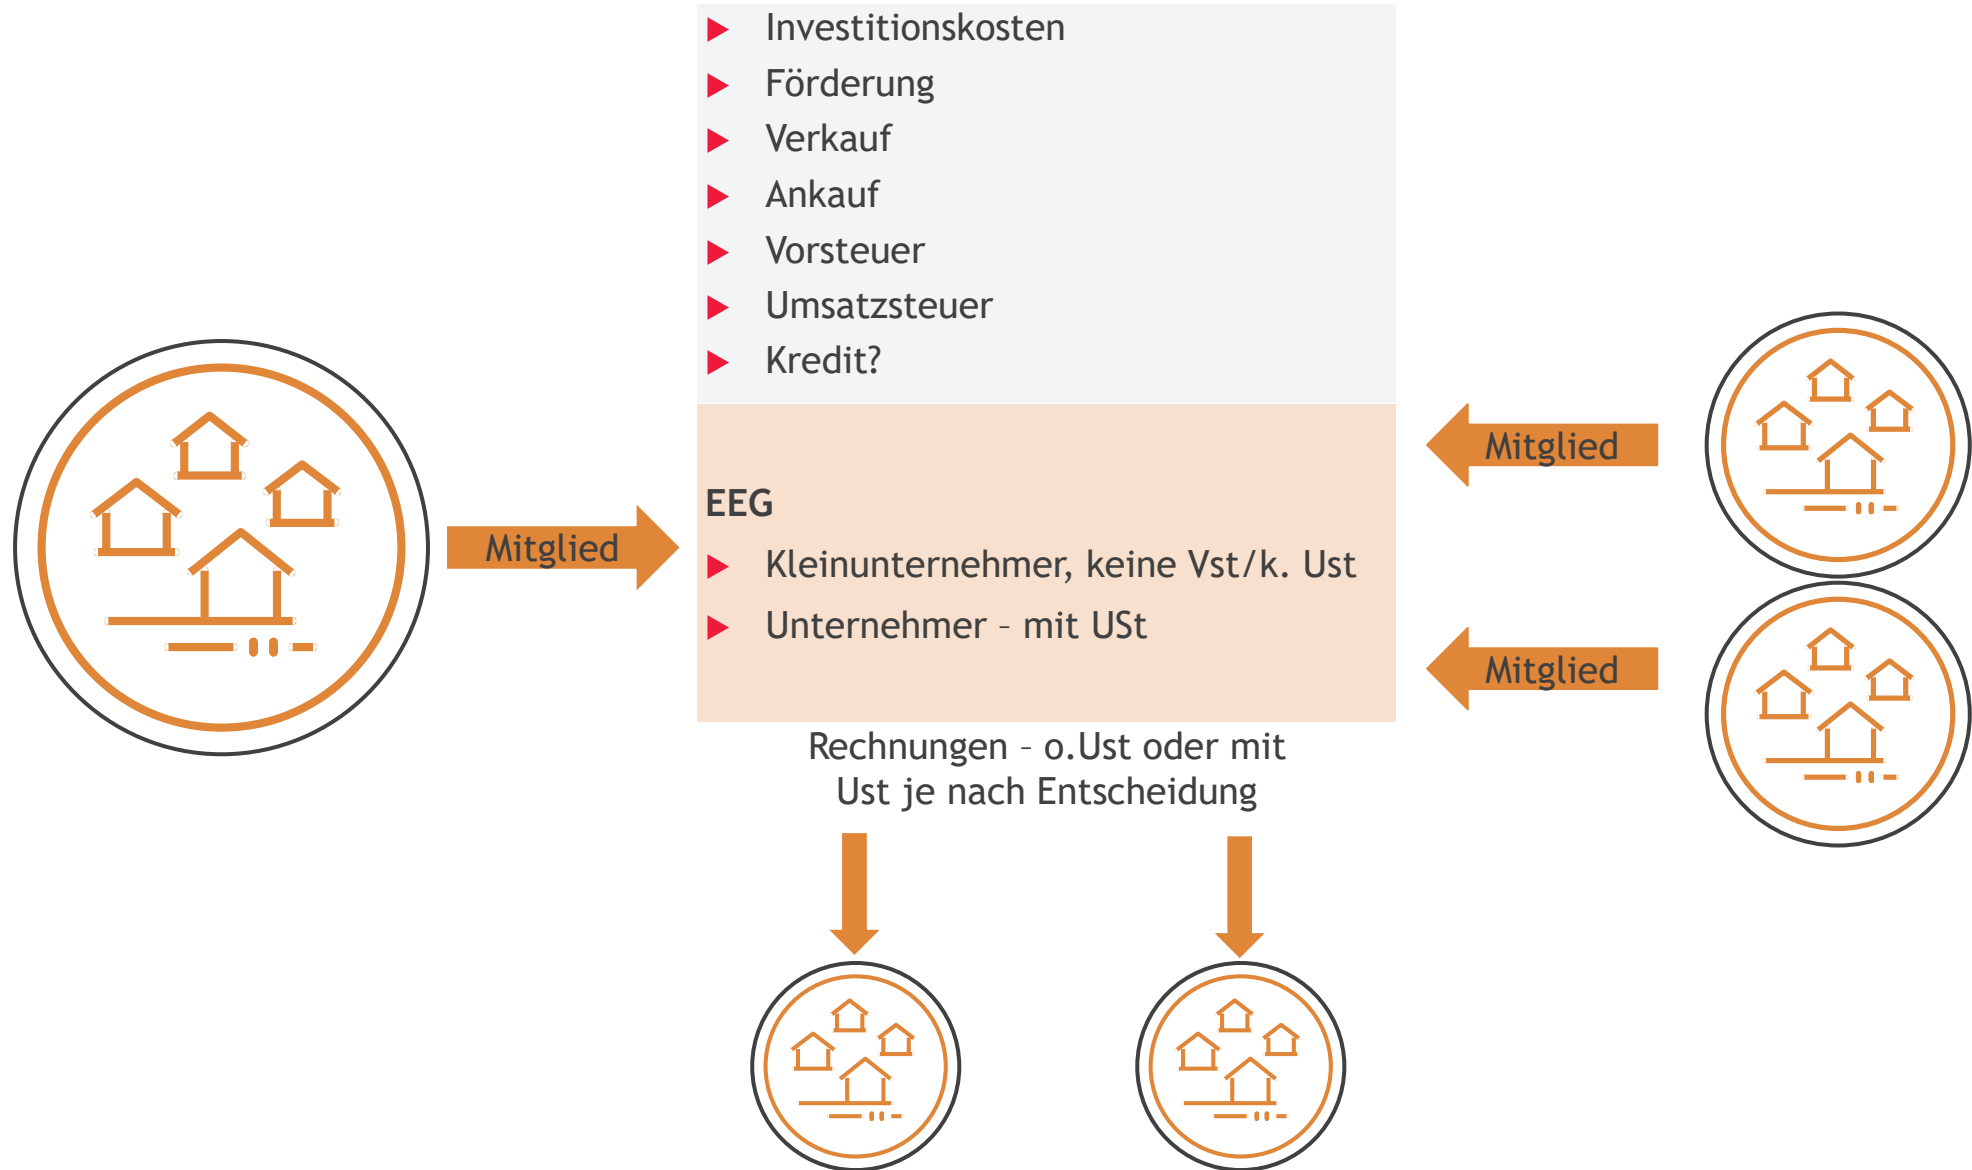 Investitionskosten
Förderung
Verkauf
Ankauf
Vorsteuer
Umsatzsteuer
Kredit?
Mitglied
EEG
Mitglied
Kleinunternehmer, keine Vst/k. Ust
Unternehmer – mit USt
Mitglied
Rechnungen – o.Ust oder mit
Ust je nach Entscheidung